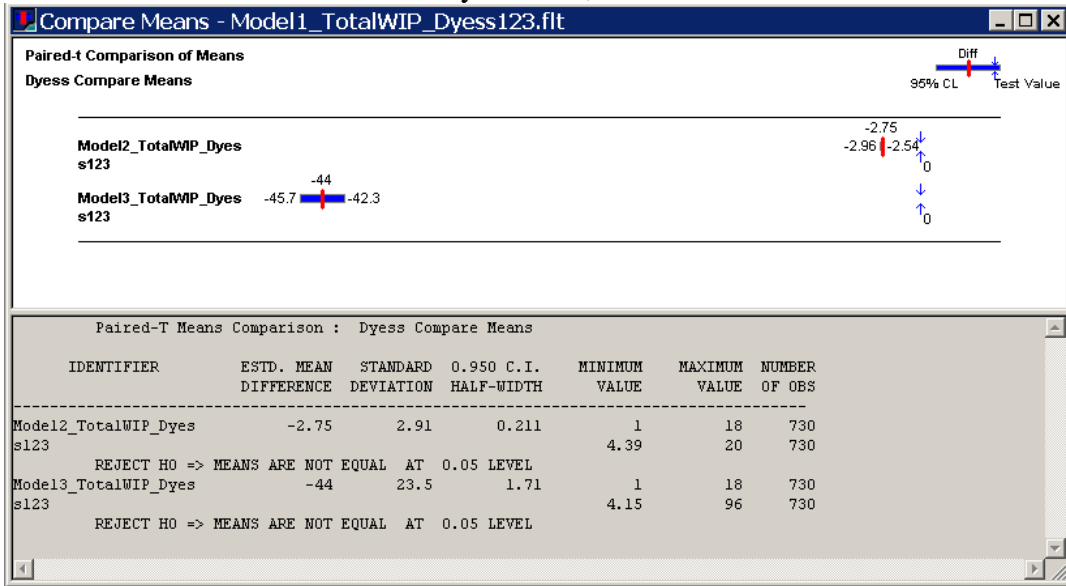 Compare Means - Model1_TotalWIP_Dyess123.flt
Paired-t Comparison of Means
Dyess Compare Means
Diff
95% CL Test Value
Model2_TotalWIP_Dyes
s123
-2.75
-2.96 -2.54
0
Model3_TotalWIP_Dyes
s123
-44
-45.7 -42.3
0
Paired-T Means Comparison : Dyess Compare Means
IDENTIFIER ESTD. MEAN STANDARD 0.950 C.I. MINIMUM MAXIMUM NUMBER
DIFFERENCE DEVIATION HALF-WIDTH VALUE VALUE OF OBS
--------------------------------------------------------------------------------
Model2_TotalWIP_Dyes -2.75 2.91 0.211 1 18 730
s123 4.39 20 730
REJECT H0 => MEANS ARE NOT EQUAL AT 0.05 LEVEL
Model3_TotalWIP_Dyes -44 23.5 1.71 1 18 730
s123 4.15 96 730
REJECT H0 => MEANS ARE NOT EQUAL AT 0.05 LEVEL